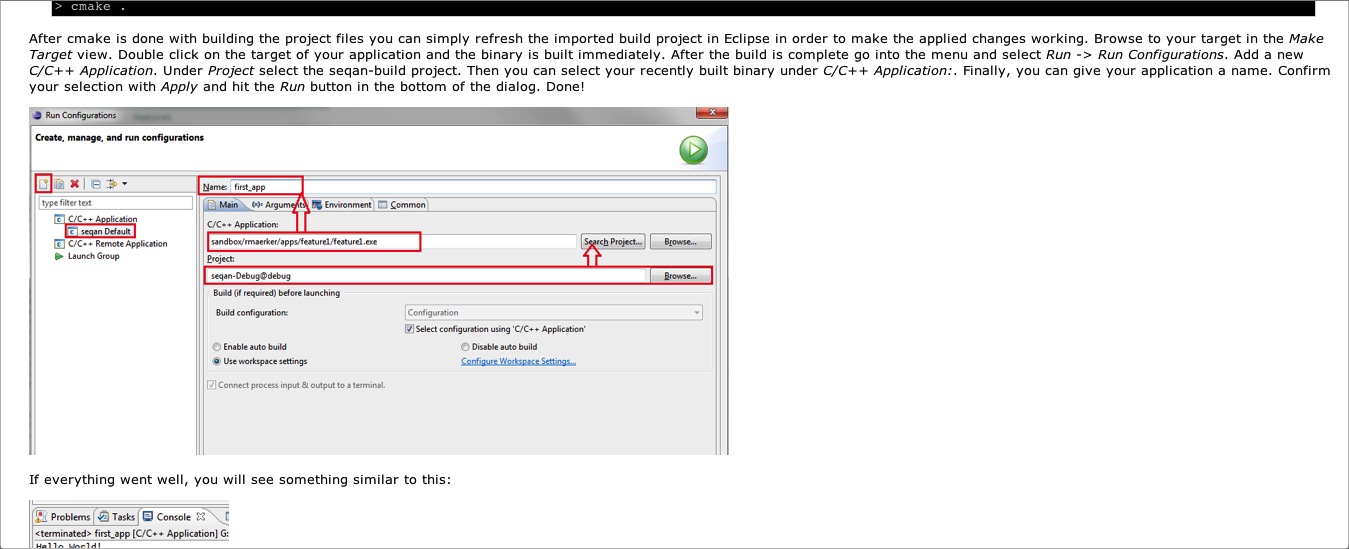 > cmake .
After cmake is done with building the project files you can simply refresh the imported build project in Eclipse in order to make the applied changes working. Browse to your target in the Make
Target view. Double click on the target of your application and the binary is built immediately. After the build is complete go into the menu and select Run -> Run Configurations. Add a new
C/C++ Application. Under Project select the seqan-build project. Then you can select your recently built binary under C/C++ Application:. Finally, you can give your application a name. Confirm
your selection with Apply and hit the Run button in the bottom of the dialog. Done!
Run Configurations
Create, manage, and run configurations
Name: first_app
type filter text
Main Arguments Environment Common
C/C++ Application
C/C++ Application:
seqan Default
sandbox/rmaerker/apps/feature1/feature1.exe Search Project... Browse...
C/C++ Remote Application
Launch Group
Project:
seqan-Debug@debug Browse...
Build (if required) before launching
Build configuration: Configuration
Select configuration using 'C/C++ Application'
Enable auto build Disable auto build
Use workspace settings Configure Workspace Settings...
Connect process input & output to a terminal.
If everything went well, you will see something similar to this:
Problems Tasks Console
<terminated> first_app [C/C++ Application] G:
Hello World!